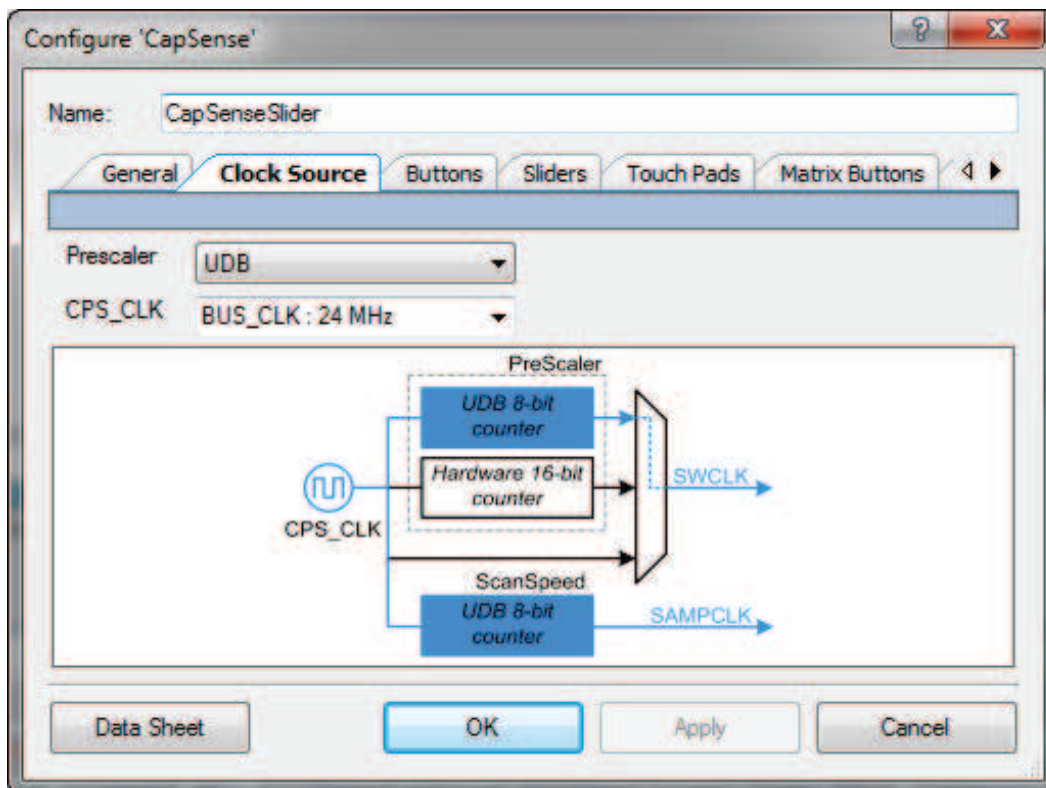 Configure 'CapSense'
?
X
Name: CapSenseSlider
General Clock Source Buttons Sliders Touch Pads Matrix Buttons
Prescaler UDB
CPS_CLK BUS_CLK : 24 MHz
PreScaler
UDB 8-bit
counter
Hardware 16-bit
counter
SWCLK
CPS_CLK
ScanSpeed
UDB 8-bit
counter
SAMPCLK
Data Sheet OK Apply Cancel